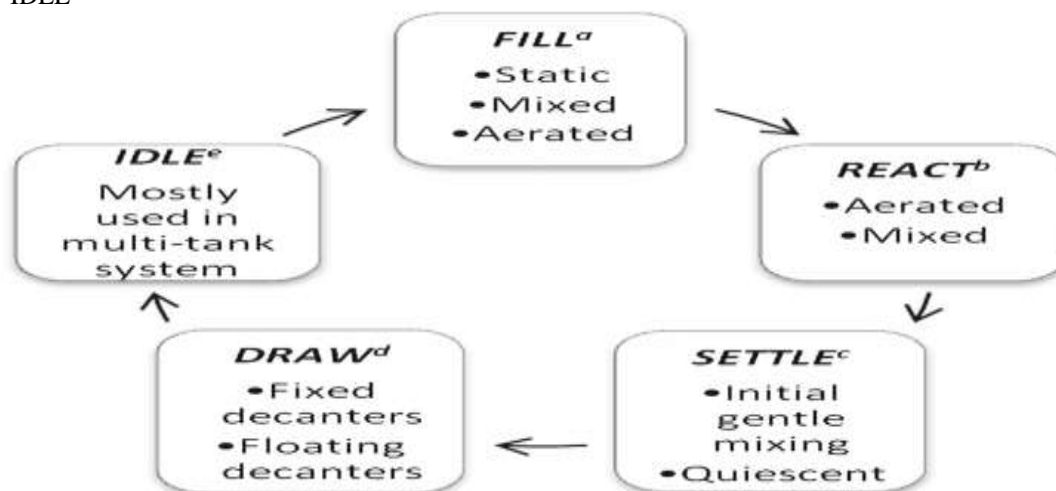 IDLE
FILLᵃ
•Static
•Mixed
•Aerated
REACTᵇ
•Aerated
•Mixed
SETTLEᶜ
•Initial
gentle
mixing
•Quiescent
DRAWᵈ
•Fixed
decanters
•Floating
decanters
IDLEᵉ
Mostly
used in
multi-tank
system